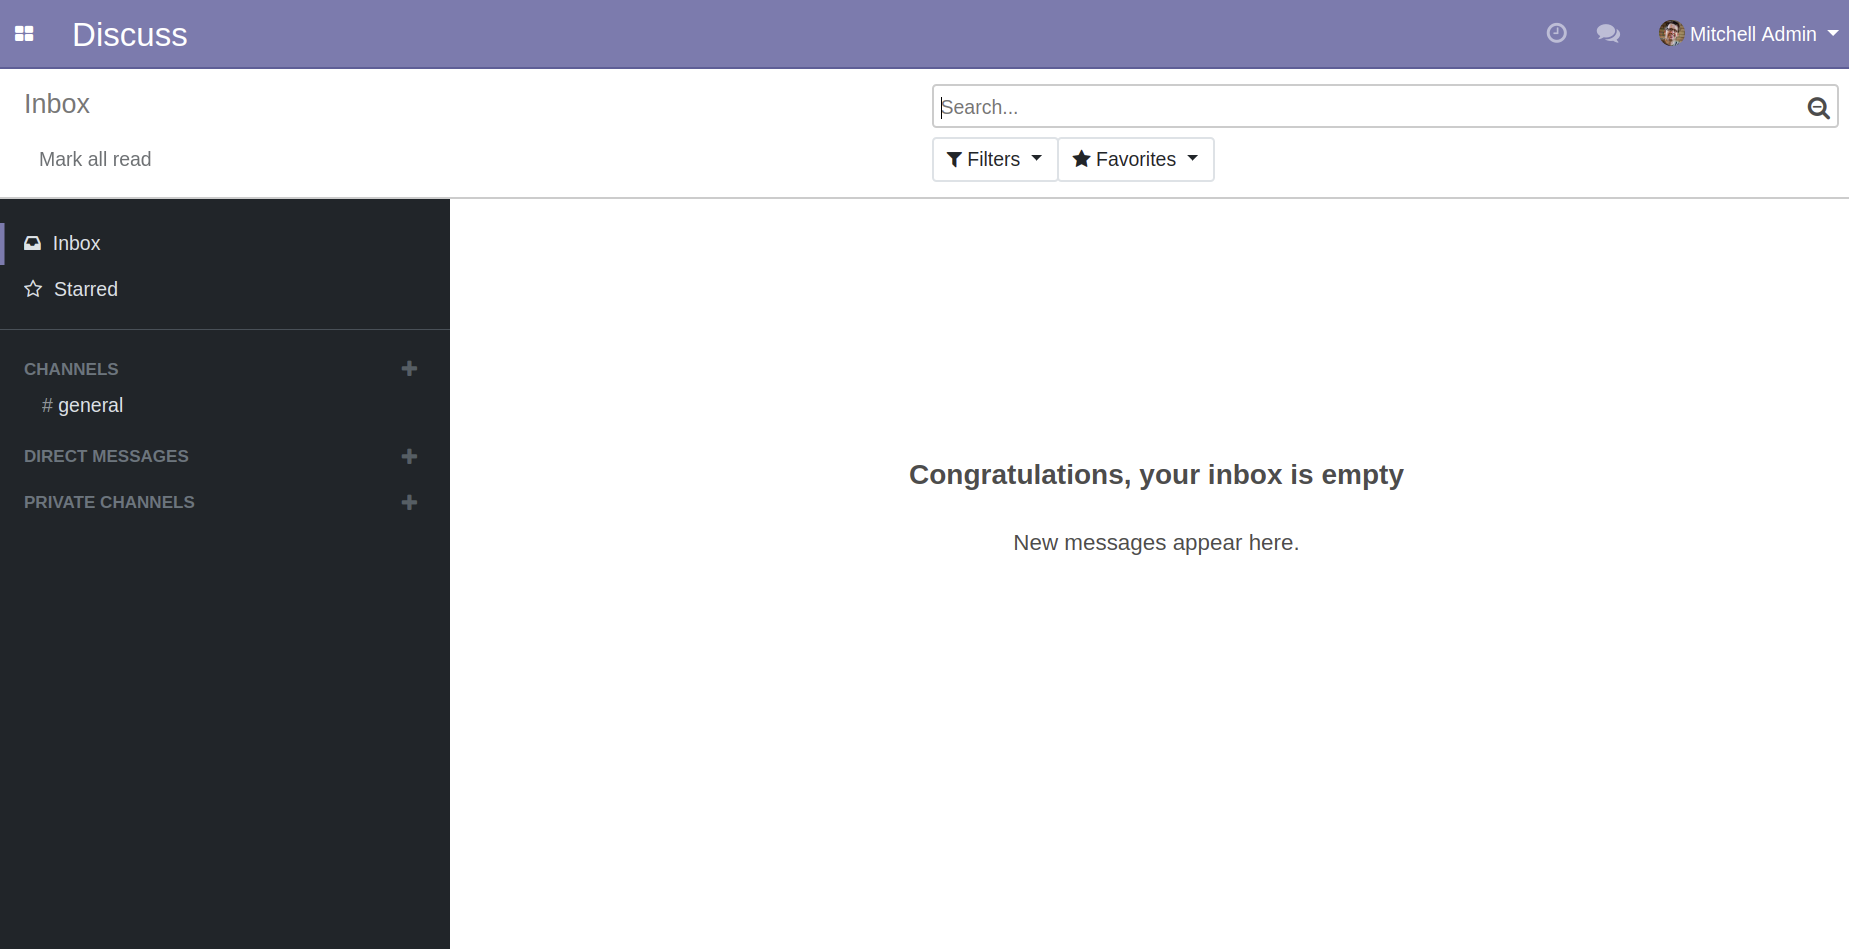 Discuss
Mitchell Admin
Inbox
Search...
Mark all read
Filters
Favorites
Inbox
Starred
CHANNELS
# general
DIRECT MESSAGES
PRIVATE CHANNELS
Congratulations, your inbox is empty
New messages appear here.